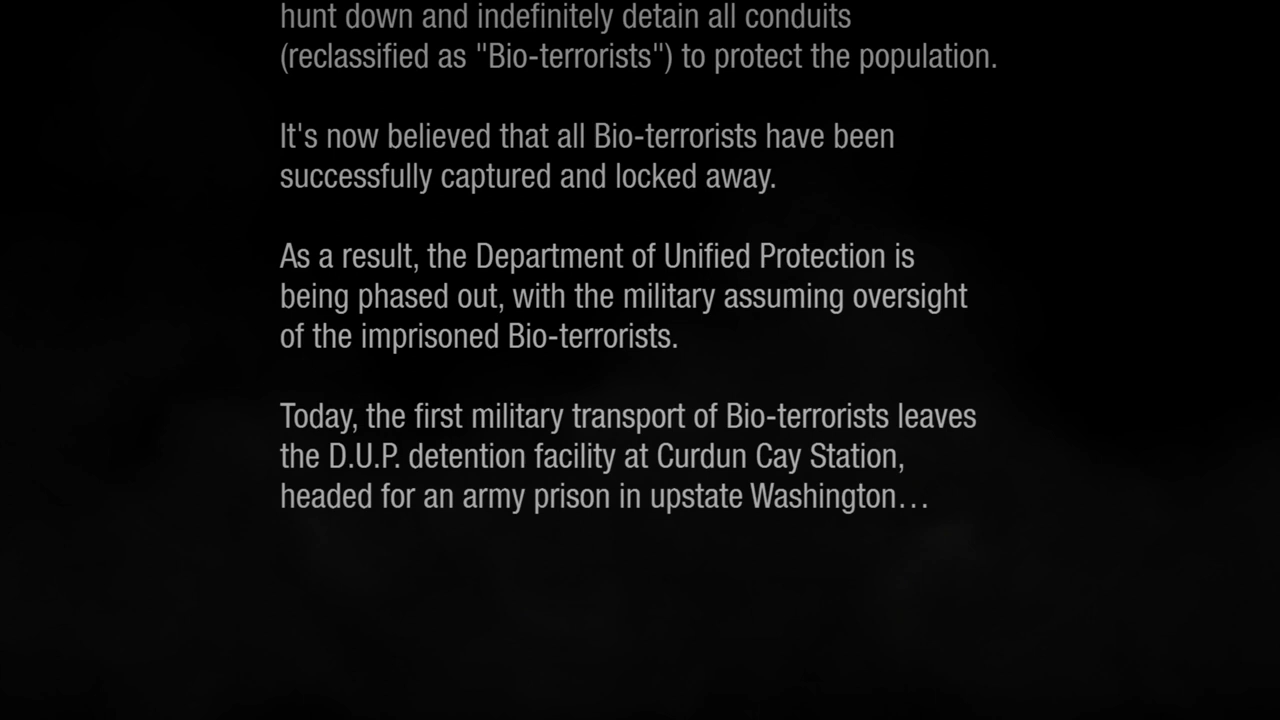 hunt down and indefinitely detain all conduits
(reclassified as "Bio-terrorists") to protect the population.
It's now believed that all Bio-terrorists have been
successfully captured and locked away.
As a result, the Department of Unified Protection is
being phased out, with the military assuming oversight
of the imprisoned Bio-terrorists.
Today, the first military transport of Bio-terrorists leaves
the D.U.P. detention facility at Curdun Cay Station,
headed for an army prison in upstate Washington…